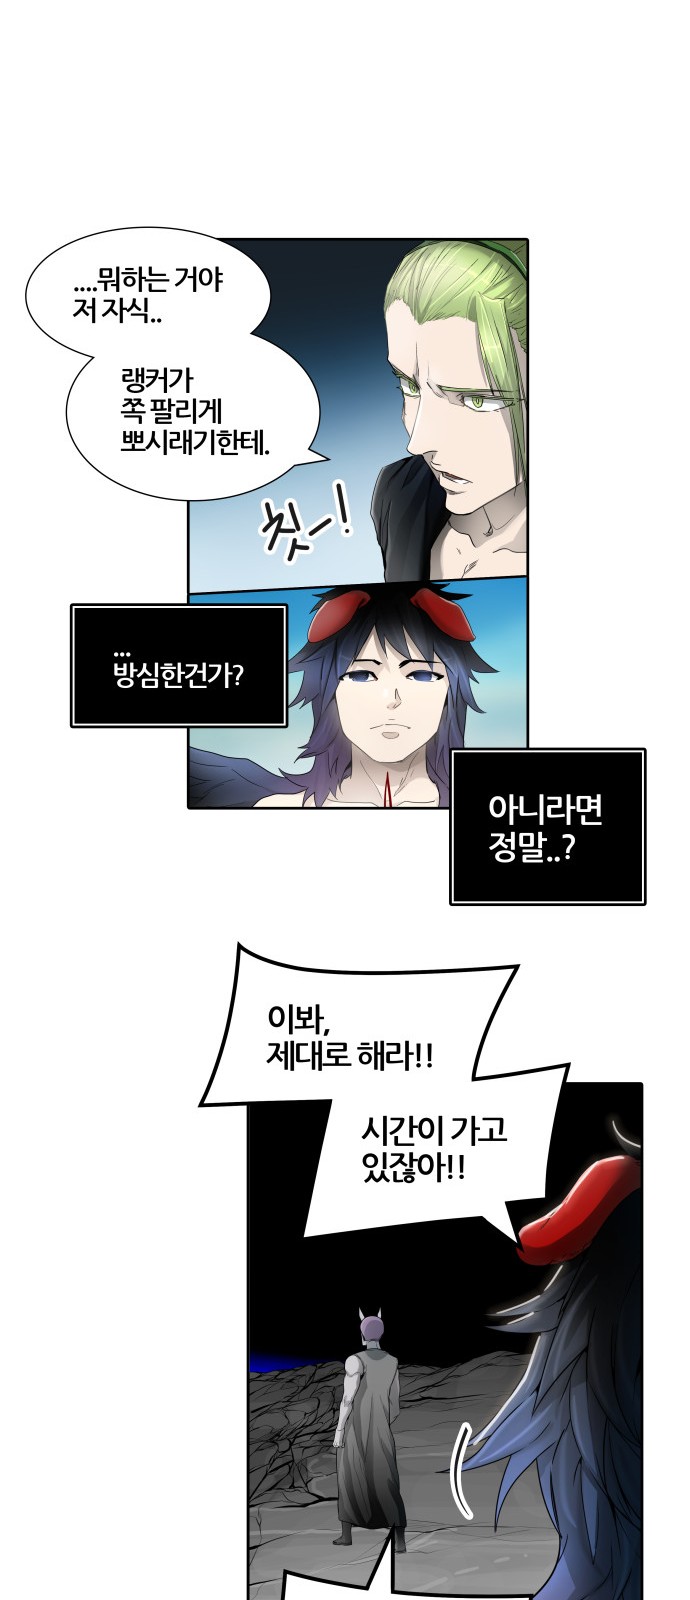 ....뭐하는 거야
저 자식..
랭커가
쪽 팔리게
뽀시래기한테.
칫-!
...
방심한건가?
아니라면
정말..?
이봐,
제대로 해라!!
시간이 가고
있잖아!!